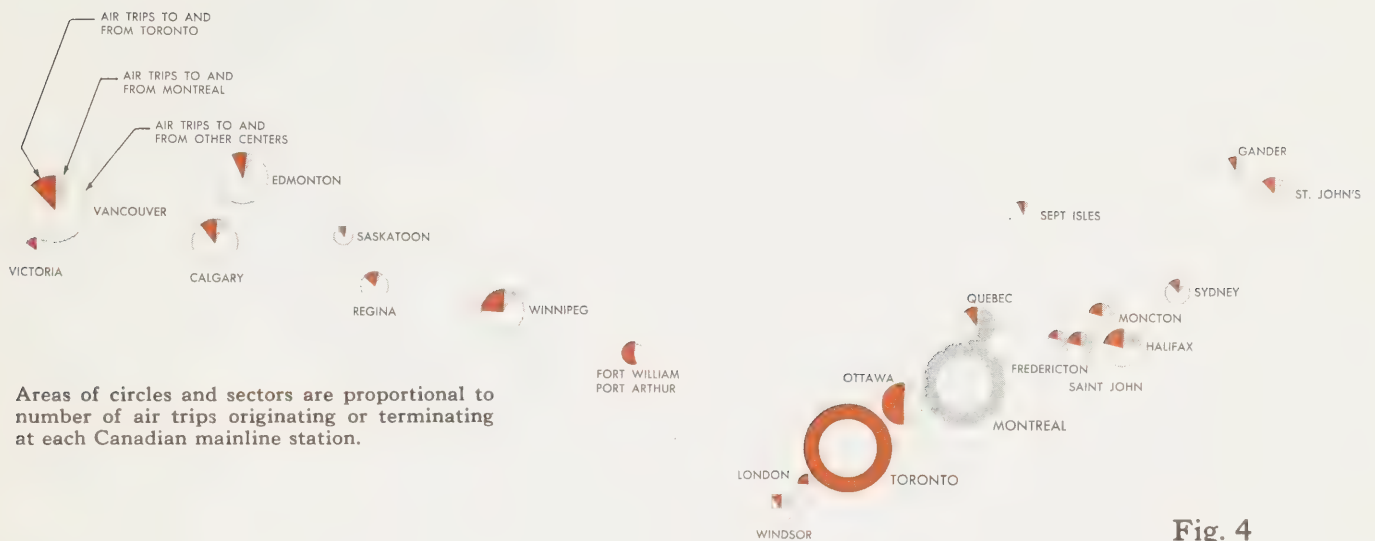 AIR TRIPS TO AND
FROM TORONTO
AIR TRIPS TO AND
FROM MONTREAL
AIR TRIPS TO AND
FROM OTHER CENTERS
EDMONTON
VANCOUVER
VICTORIA
CALGARY
SASKATOON
REGINA
WINNIPEG
FORT WILLIAM
PORT ARTHUR
GANDER
ST. JOHN'S
SEPT ISLES
SYDNEY
QUEBEC
MONCTON
HALIFAX
FREDERICTON
SAINT JOHN
OTTAWA
MONTREAL
LONDON
TORONTO
WINDSOR
Areas of circles and sectors are proportional to
number of air trips originating or terminating
at each Canadian mainline station.
Fig. 4